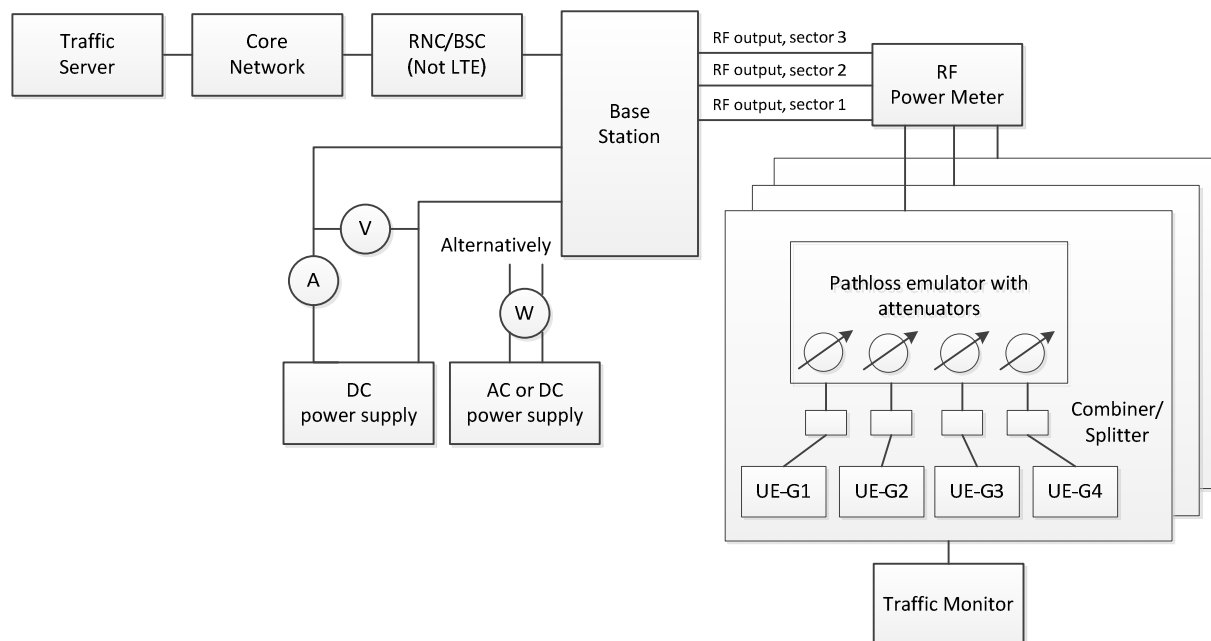 Traffic
Server
Core
Network
RNC/BSC
(Not LTE)
Base
Station
RF output, sector 3
RF output, sector 2
RF output, sector 1
RF
Power Meter
V
A
Alternatively
W
DC
power supply
AC or DC
power supply
Pathloss emulator with
attenuators
Combiner/
Splitter
UE-G1
UE-G2
UE-G3
UE-G4
Traffic Monitor